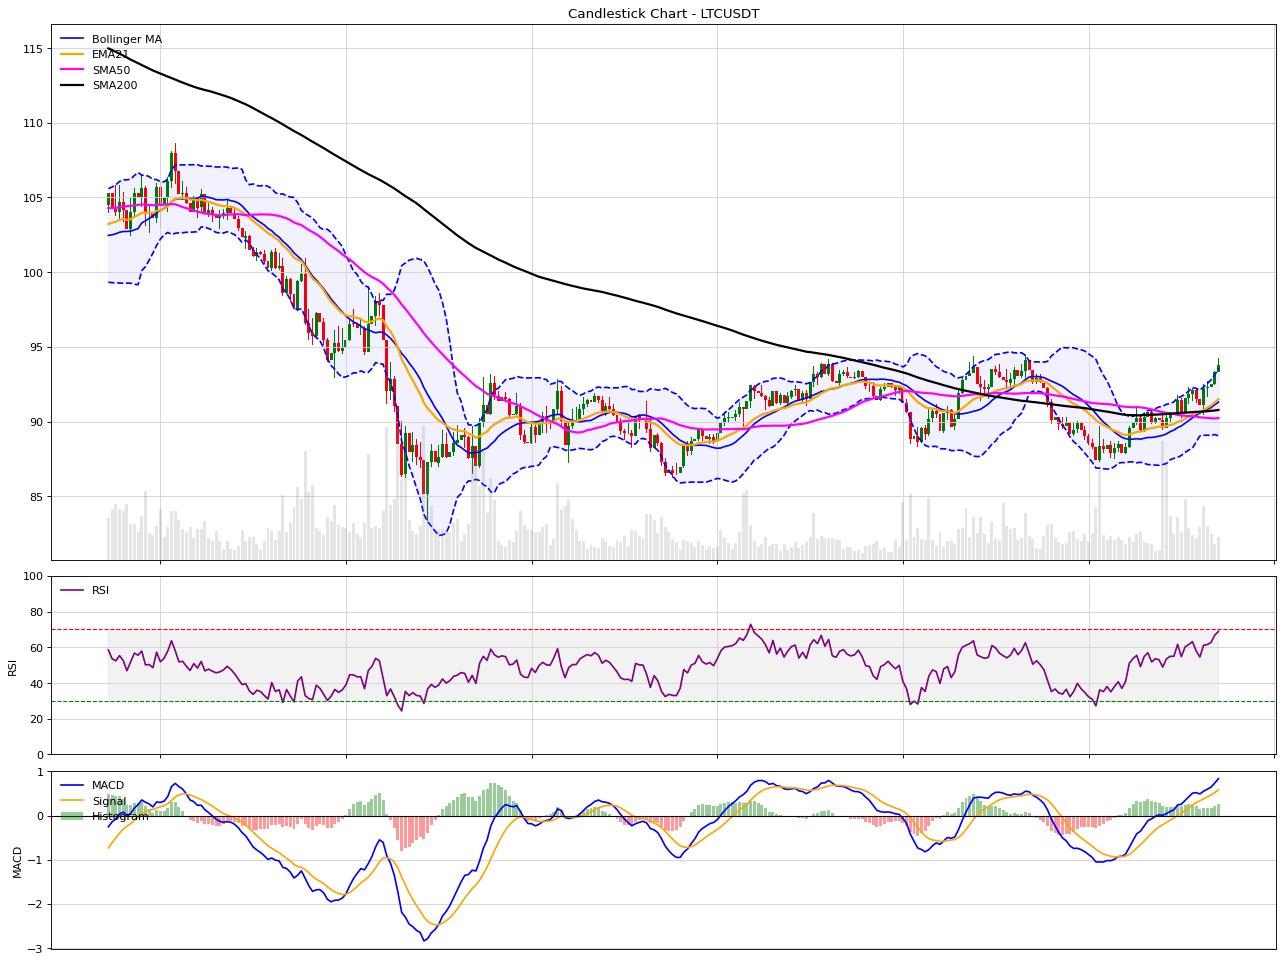 Candlestick Chart - LTCUSDT
Bollinger MA
EMA21
SMA50
SMA200
115
110
105
100
95
90
85
RSI
RSI
100
80
60
40
20
0
MACD
Signal
Histogram
MACD
1
0
−1
−2
−3